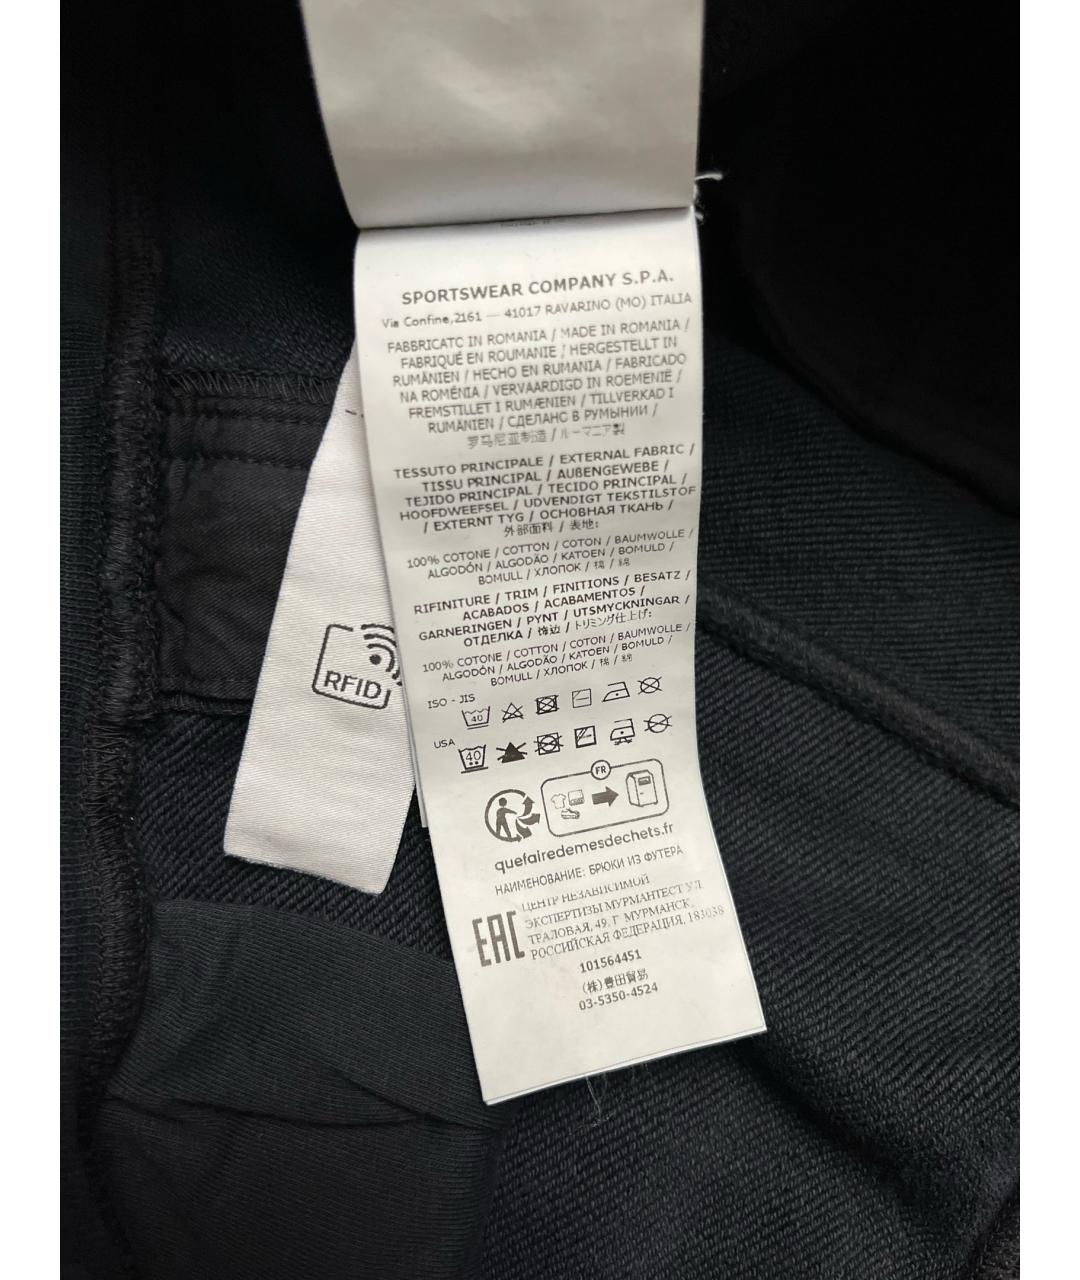 SPORTSWEAR COMPANY S.P.A.
Via Confine,2161 — 41017 RAVARINO (MO) ITALIA
FABBRICATO IN ROMANIA / MADE IN ROMANIA /
FABRIQUÉ EN ROUMANIE / HERGESTELLT IN
RUMÄNIEN / HECHO EN RUMANIA / FABRICADO
NA ROMÉNIA / VERVAARDIGD IN ROEMENIË /
FREMSTILLET I RUMÆNIEN / TILLVERKAD I
RUMÄNIEN / СДЕЛАНО В РУМЫНИИ /
罗马尼亚制造 / ルーマニア製
TESSUTO PRINCIPALE / EXTERNAL FABRIC /
TISSU PRINCIPAL / AUßENGEWEBE /
TEJIDO PRINCIPAL / TECIDO PRINCIPAL /
HOOFDWEEFSEL / UDVENDIGT TEKSTILSTOF
/ EXTERNT TYG / ОСНОВНАЯ ТКАНЬ /
外部面料 / 表地:
100% COTONE / COTTON / COTON / BAUMWOLLE /
ALGODÓN / ALGODÃO / KATOEN / BOMULD /
BOMULL / ХЛОПОК / 棉 / 綿
RIFINITURE / TRIM / FINITIONS / BESATZ /
ACABADOS / ACABAMENTOS /
GARNERINGEN / PYNT / UTSMYCKNINGAR /
ОТДЕЛКА / 饰边 / トリミング仕上げ:
100% COTONE / COTTON / COTON / BAUMWOLLE /
ALGODÓN / ALGODÃO / KATOEN / BOMULD /
BOMULL / ХЛОПОК / 棉 / 綿
RFID
ISO - JIS
40
USA
40
FR
quefairedemesdechets.fr
НАИМЕНОВАНИЕ: БРЮКИ ИЗ ФУТЕРА
EAC
ЦЕНТР НЕЗАВИСИМОЙ
ЭКСПЕРТИЗЫ МУРМАНТЕСТ УЛ.
ТРАЛОВАЯ, 49, Г. МУРМАНСК,
РОССИЙСКАЯ ФЕДЕРАЦИЯ, 183038
101564451
(株)豊田貿易
03-5350-4524